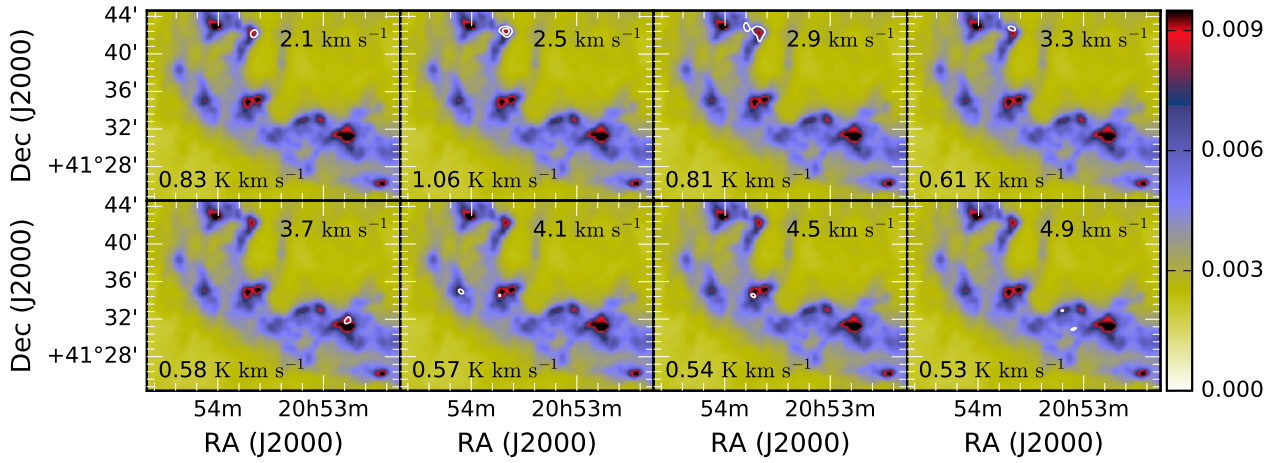 44'
40'
36'
32'
+41°28'
Dec (J2000)
2.1 km s⁻¹
0.83 K km s⁻¹
2.5 km s⁻¹
1.06 K km s⁻¹
2.9 km s⁻¹
0.81 K km s⁻¹
3.3 km s⁻¹
0.61 K km s⁻¹
44'
40'
36'
32'
+41°28'
Dec (J2000)
3.7 km s⁻¹
0.58 K km s⁻¹
4.1 km s⁻¹
0.57 K km s⁻¹
4.5 km s⁻¹
0.54 K km s⁻¹
4.9 km s⁻¹
0.53 K km s⁻¹
54m 20h53m
RA (J2000)
54m 20h53m
RA (J2000)
54m 20h53m
RA (J2000)
54m 20h53m
RA (J2000)
0.009
0.006
0.003
0.000